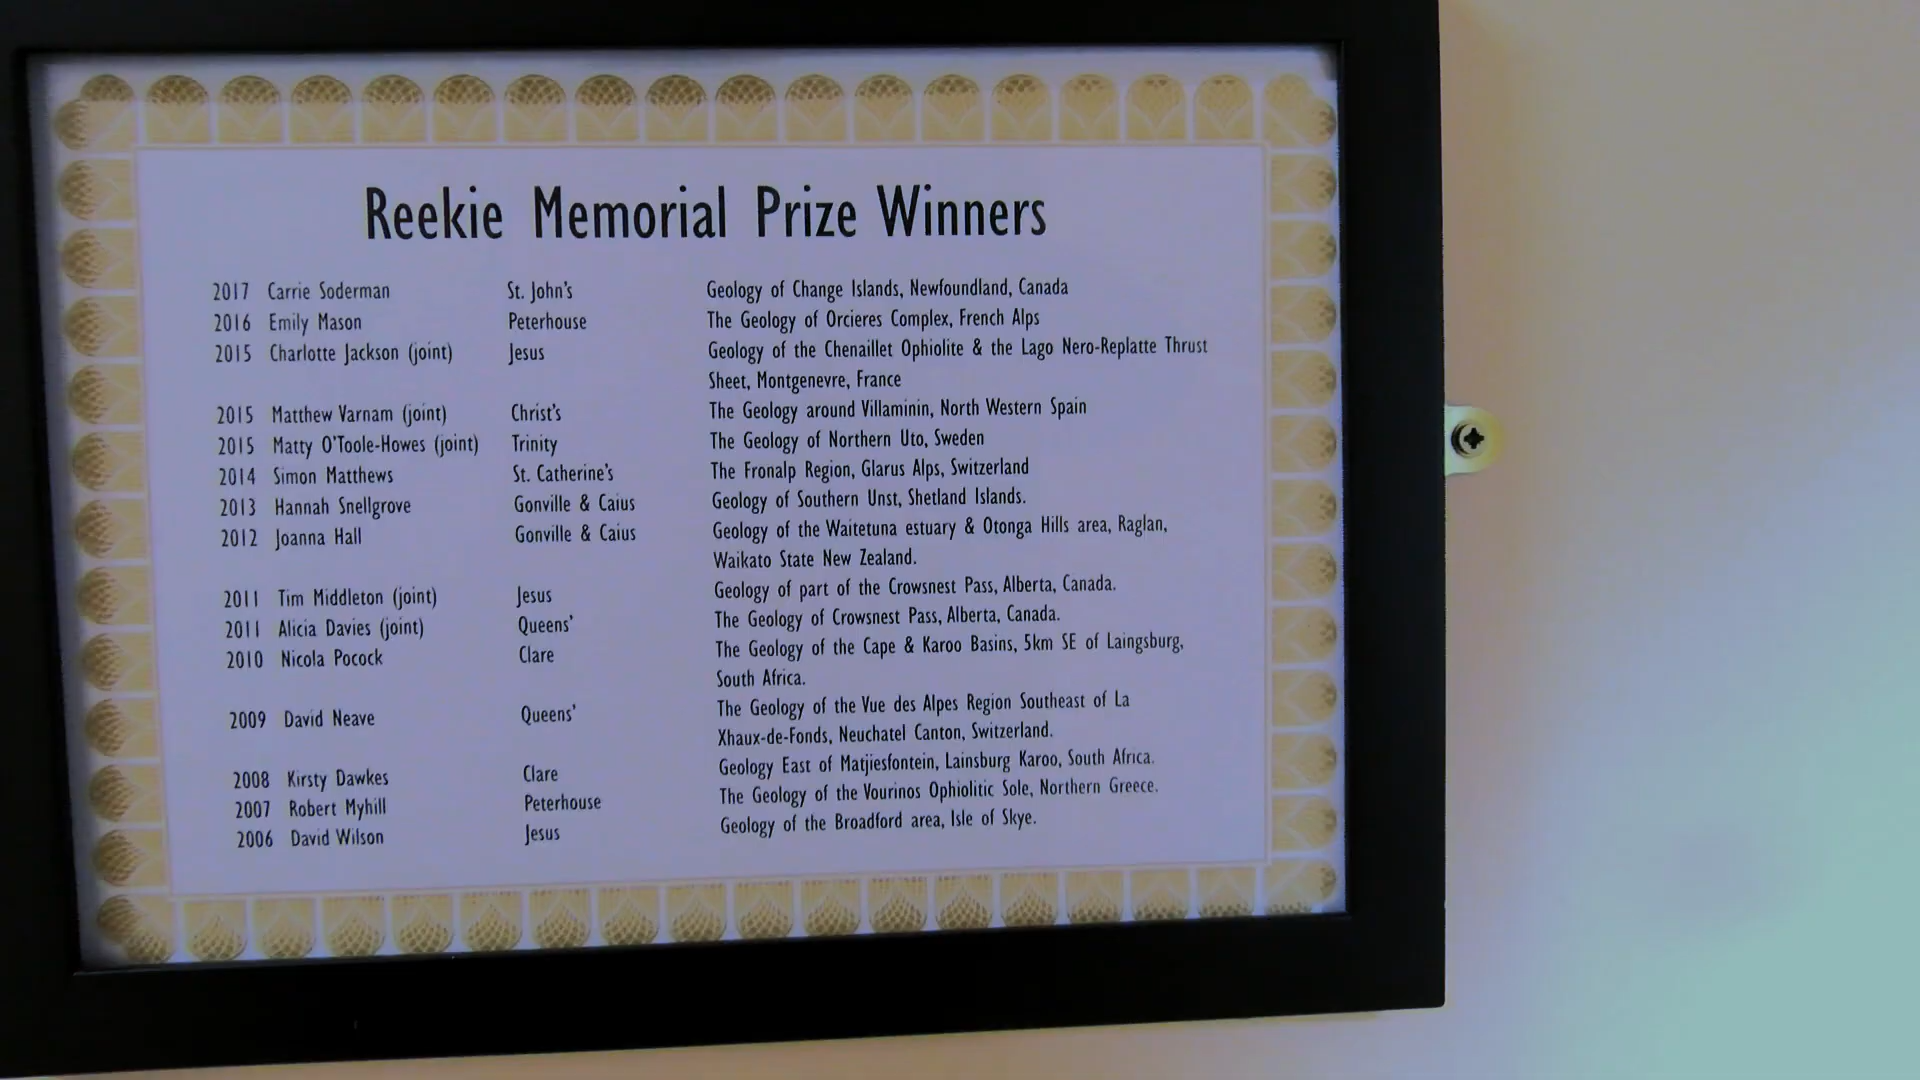 Reekie Memorial Prize Winners
2017 Carrie Soderman St. John's Geology of Change Islands, Newfoundland, Canada
2016 Emily Mason Peterhouse The Geology of Orcieres Complex, French Alps
2015 Charlotte Jackson (joint) Jesus Geology of the Chenaillet Ophiolite & the Lago Nero-Replatte Thrust
Sheet, Montgenevre, France
2015 Matthew Varnam (joint) Christ's The Geology around Villaminin, North Western Spain
2015 Matty O'Toole-Howes (joint) Trinity The Geology of Northern Uto, Sweden
2014 Simon Matthews St. Catherine's The Fronalp Region, Glarus Alps, Switzerland
2013 Hannah Snellgrove Gonville & Caius Geology of Southern Unst, Shetland Islands.
2012 Joanna Hall Gonville & Caius Geology of the Waitetuna estuary & Otonga Hills area, Raglan,
Waikato State New Zealand.
2011 Tim Middleton (joint) Jesus Geology of part of the Crowsnest Pass, Alberta, Canada.
2011 Alicia Davies (joint) Queens' The Geology of Crowsnest Pass, Alberta, Canada.
2010 Nicola Pocock Clare The Geology of the Cape & Karoo Basins, 5km SE of Laingsburg,
South Africa.
2009 David Neave Queens' The Geology of the Vue des Alpes Region Southeast of La
Xhaux-de-Fonds, Neuchatel Canton, Switzerland.
2008 Kirsty Dawkes Clare Geology East of Matjiesfontein, Lainsburg Karoo, South Africa.
2007 Robert Myhill Peterhouse The Geology of the Vourinos Ophiolitic Sole, Northern Greece.
2006 David Wilson Jesus Geology of the Broadford area, Isle of Skye.